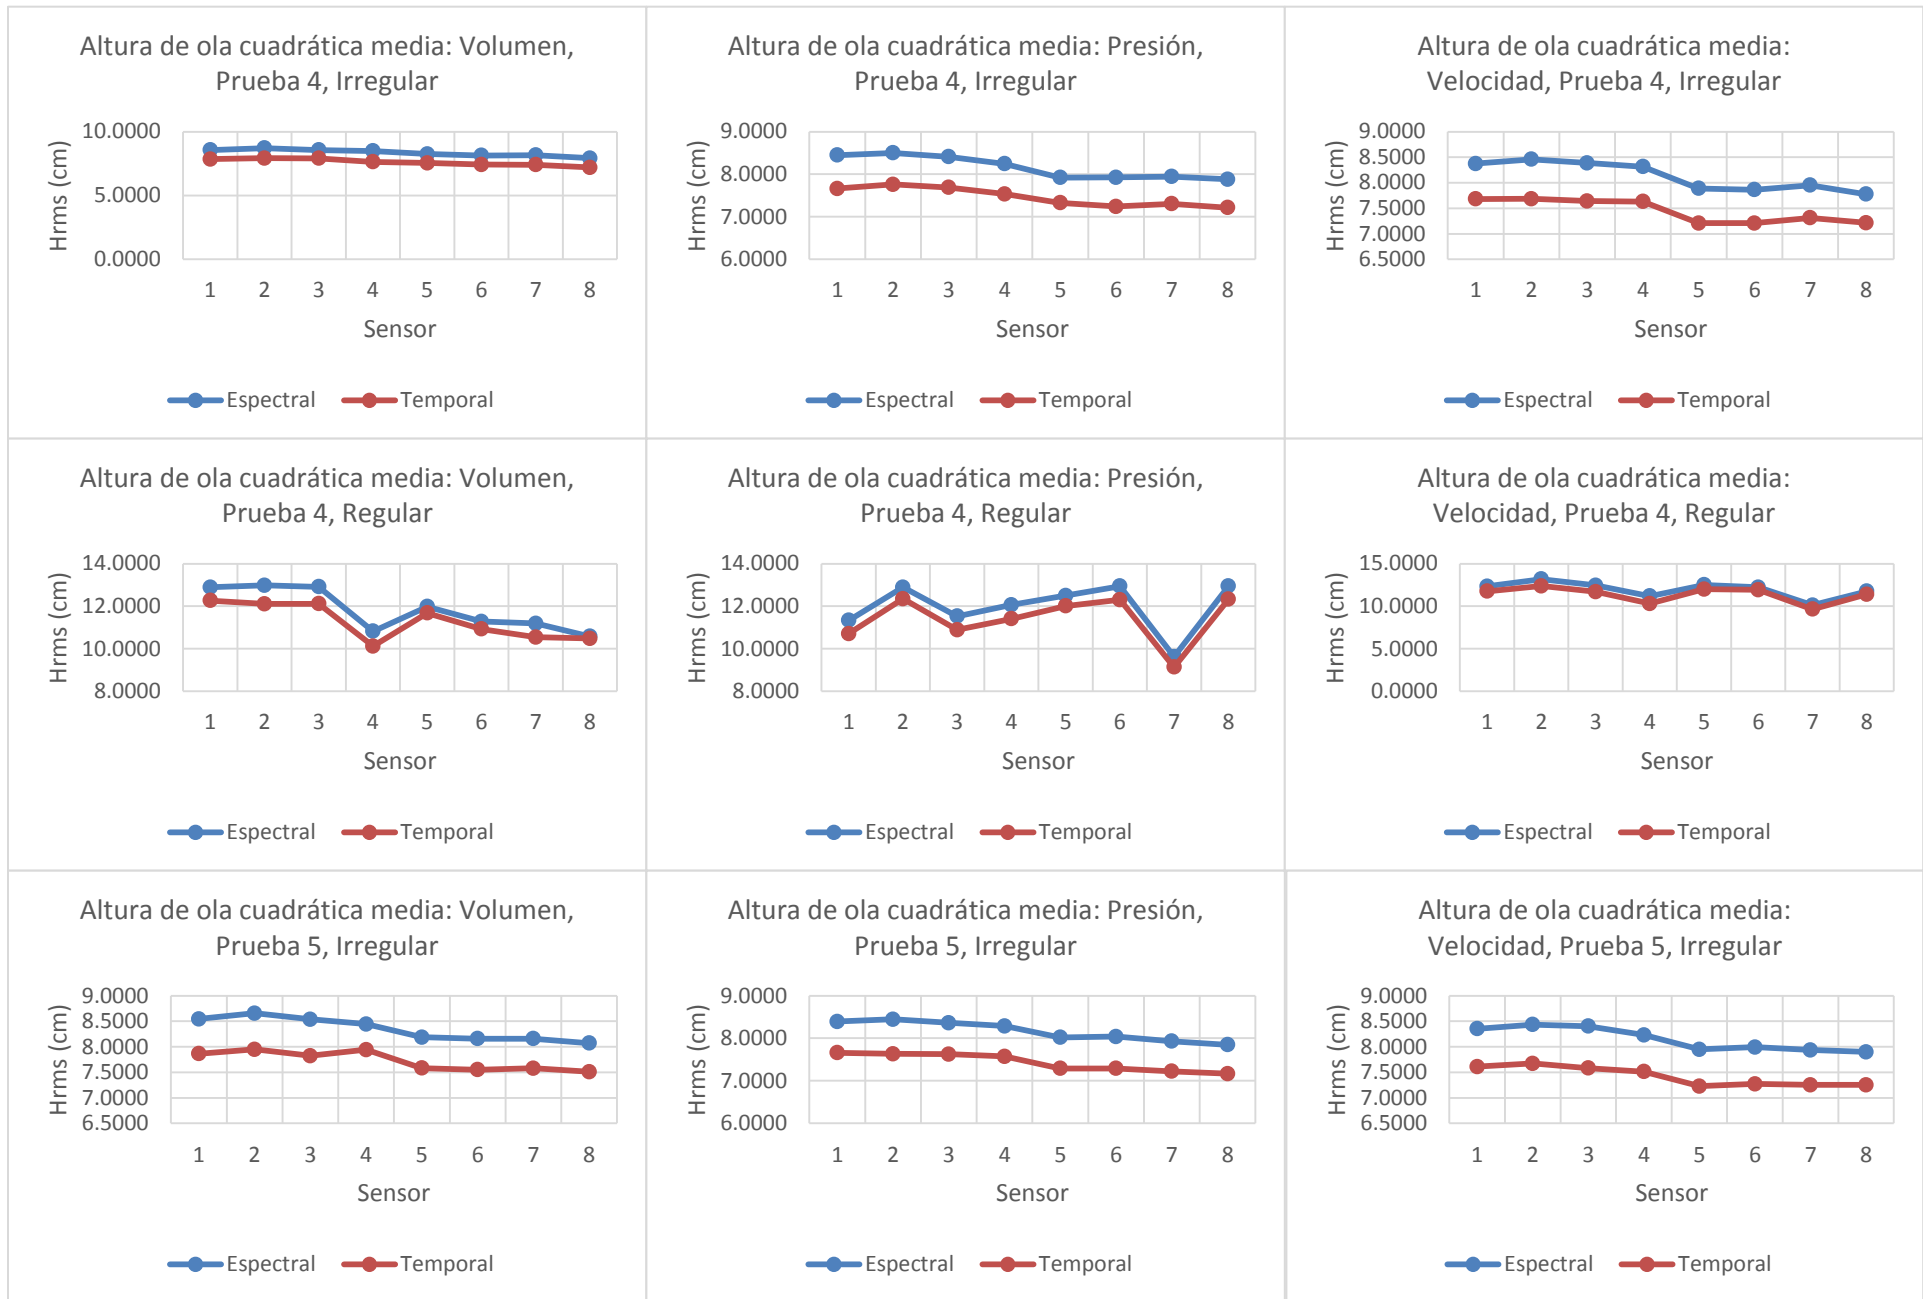 Altura de ola cuadrática media: Volumen,
Prueba 4, Irregular
10.0000
5.0000
0.0000
Hrms (cm)
1 2 3 4 5 6 7 8
Sensor
Espectral Temporal
Altura de ola cuadrática media: Presión,
Prueba 4, Irregular
9.0000
8.0000
7.0000
6.0000
Hrms (cm)
1 2 3 4 5 6 7 8
Sensor
Espectral Temporal
Altura de ola cuadrática media:
Velocidad, Prueba 4, Irregular
9.0000
8.5000
8.0000
7.5000
7.0000
6.5000
Hrms (cm)
1 2 3 4 5 6 7 8
Sensor
Espectral Temporal
Altura de ola cuadrática media: Volumen,
Prueba 4, Regular
14.0000
12.0000
10.0000
8.0000
Hrms (cm)
1 2 3 4 5 6 7 8
Sensor
Espectral Temporal
Altura de ola cuadrática media: Presión,
Prueba 4, Regular
14.0000
12.0000
10.0000
8.0000
Hrms (cm)
1 2 3 4 5 6 7 8
Sensor
Espectral Temporal
Altura de ola cuadrática media:
Velocidad, Prueba 4, Regular
15.0000
10.0000
5.0000
0.0000
Hrms (cm)
1 2 3 4 5 6 7 8
Sensor
Espectral Temporal
Altura de ola cuadrática media: Volumen,
Prueba 5, Irregular
9.0000
8.5000
8.0000
7.5000
7.0000
6.5000
Hrms (cm)
1 2 3 4 5 6 7 8
Sensor
Espectral Temporal
Altura de ola cuadrática media: Presión,
Prueba 5, Irregular
9.0000
8.0000
7.0000
6.0000
Hrms (cm)
1 2 3 4 5 6 7 8
Sensor
Espectral Temporal
Altura de ola cuadrática media:
Velocidad, Prueba 5, Irregular
9.0000
8.5000
8.0000
7.5000
7.0000
6.5000
Hrms (cm)
1 2 3 4 5 6 7 8
Sensor
Espectral Temporal